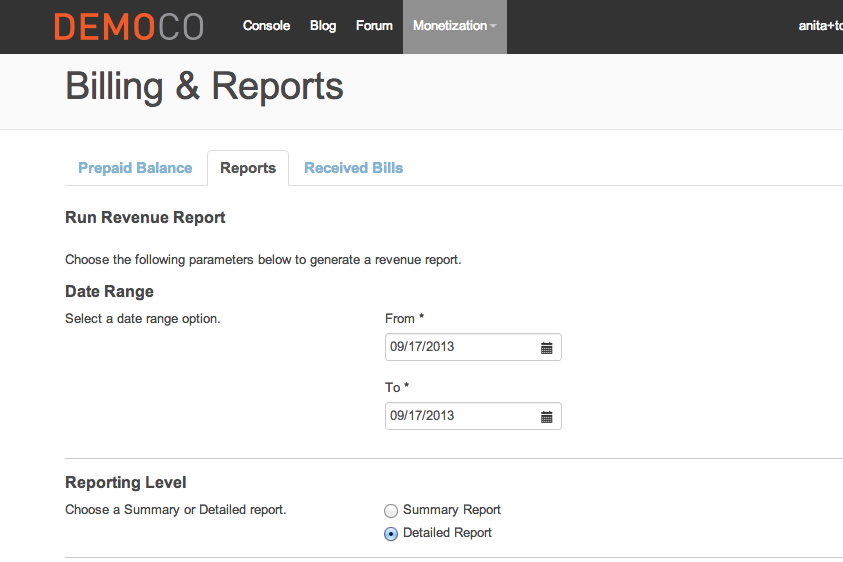 DEMOCO Console Blog Forum Monetization
Billing & Reports
Prepaid Balance Reports Received Bills
Run Revenue Report
Choose the following parameters below to generate a revenue report.
Date Range
Select a date range option. From *
09/17/2013
To *
09/17/2013
Reporting Level
Choose a Summary or Detailed report. Summary Report
Detailed Report